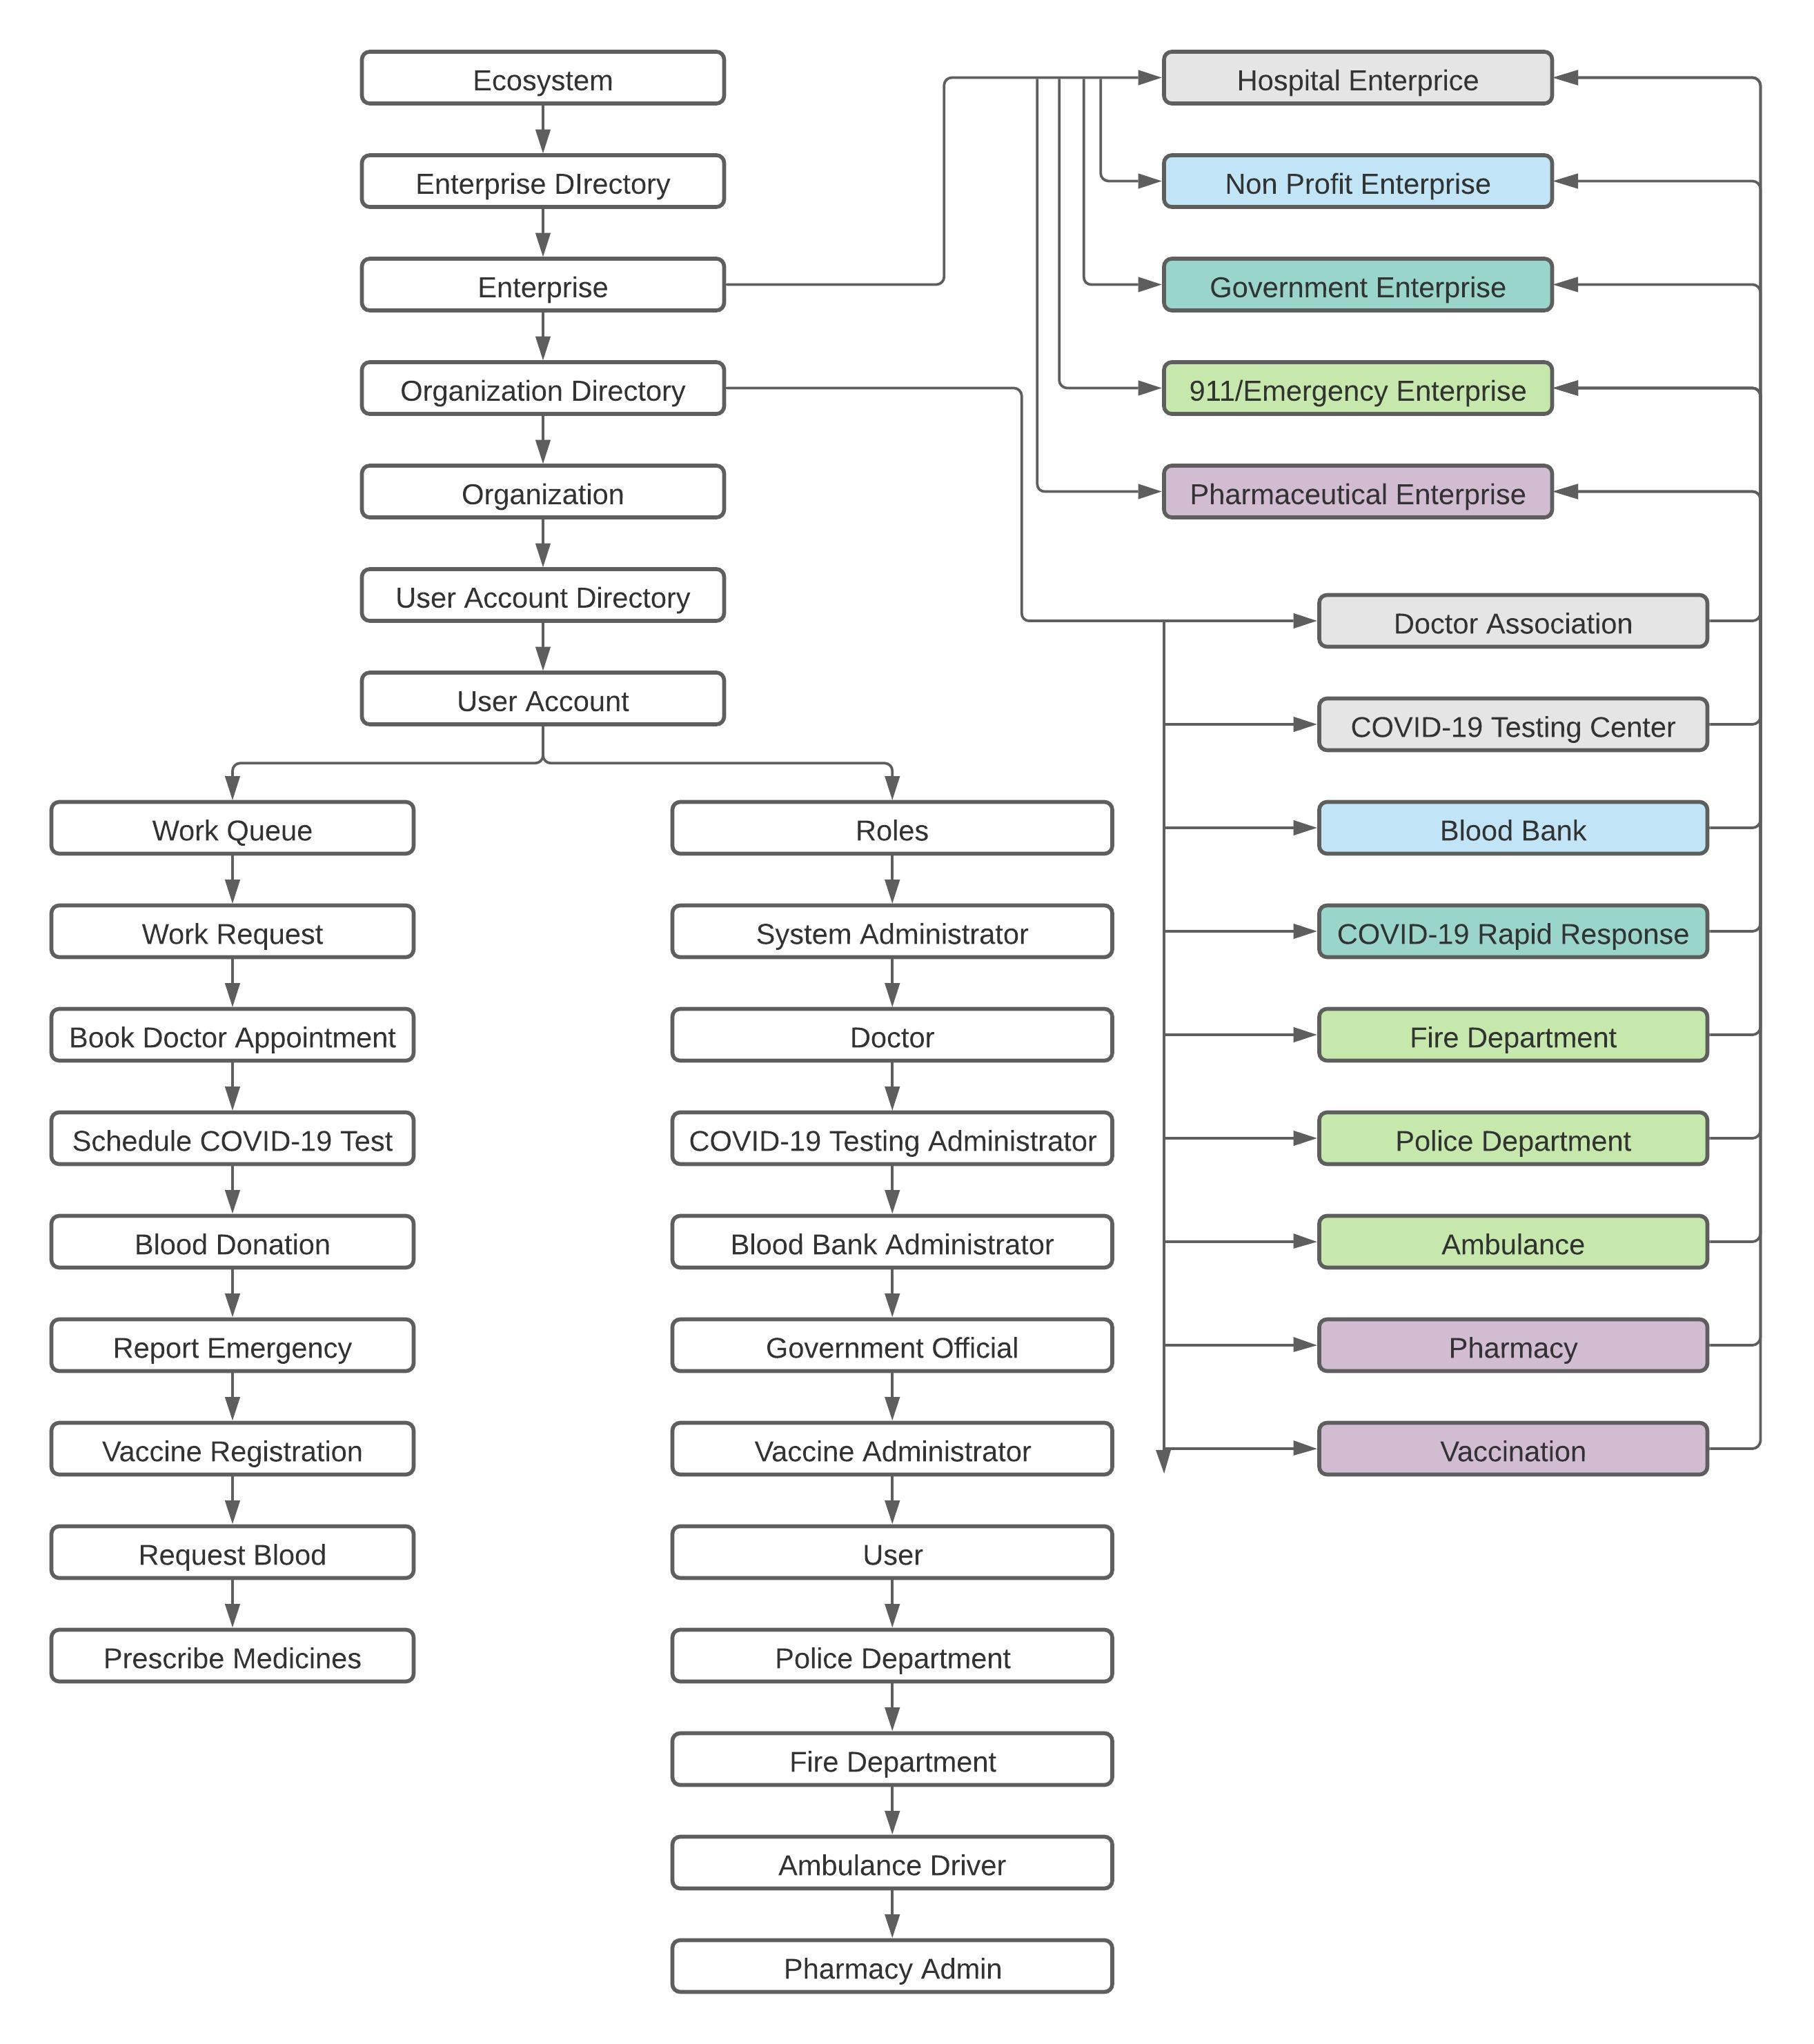 Ecosystem
Enterprise DIrectory
Enterprise
Organization Directory
Organization
User Account Directory
User Account
Work Queue
Work Request
Book Doctor Appointment
Schedule COVID-19 Test
Blood Donation
Report Emergency
Vaccine Registration
Request Blood
Prescribe Medicines
Roles
System Administrator
Doctor
COVID-19 Testing Administrator
Blood Bank Administrator
Government Official
Vaccine Administrator
User
Police Department
Fire Department
Ambulance Driver
Pharmacy Admin
Hospital Enterprice
Non Profit Enterprise
Government Enterprise
911/Emergency Enterprise
Pharmaceutical Enterprise
Doctor Association
COVID-19 Testing Center
Blood Bank
COVID-19 Rapid Response
Fire Department
Police Department
Ambulance
Pharmacy
Vaccination